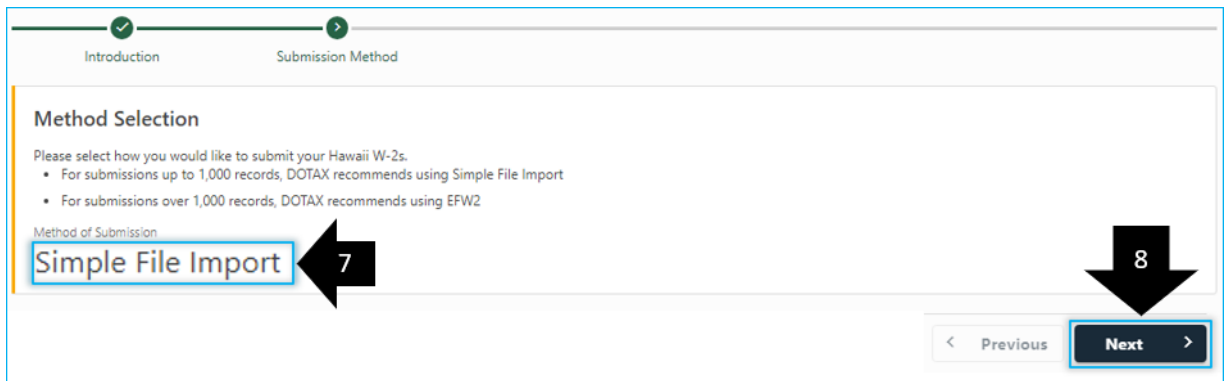 Introduction
Submission Method
Method Selection
Please select how you would like to submit your Hawaii W-2s.
• For submissions up to 1,000 records, DOTAX recommends using Simple File Import
• For submissions over 1,000 records, DOTAX recommends using EFW2
Method of Submission
Simple File Import
7
8
Previous
Next